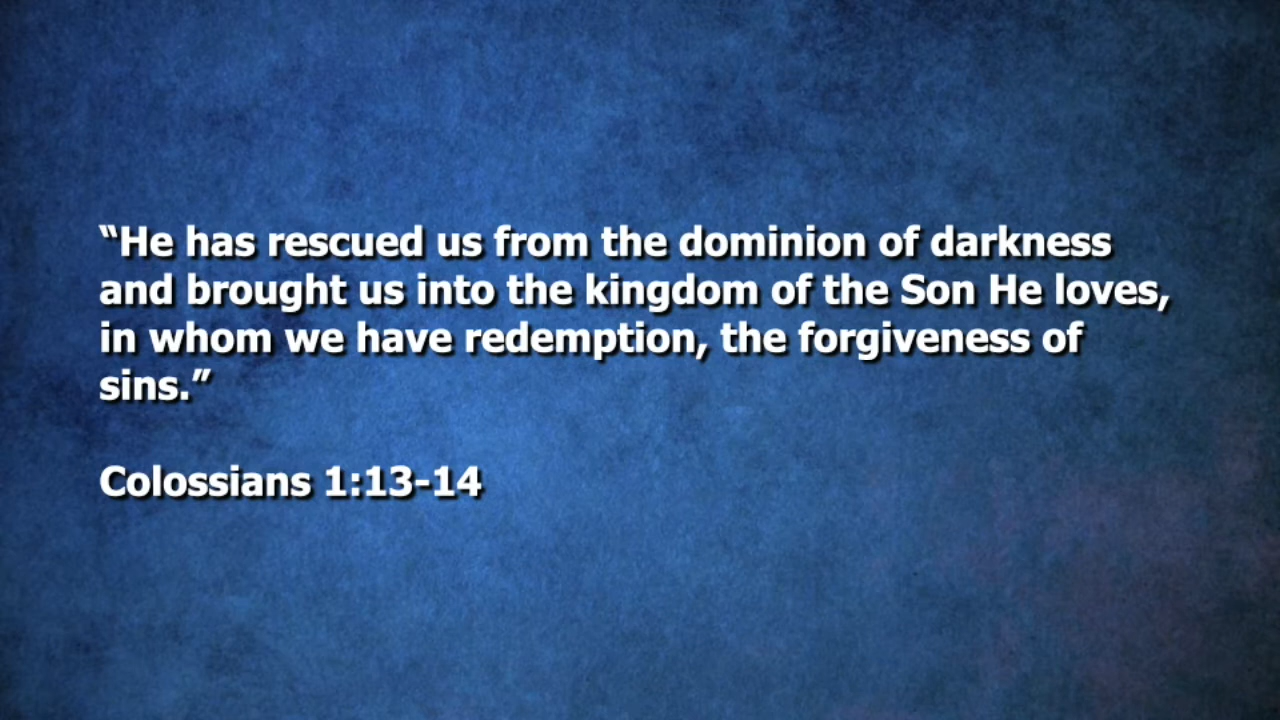 “He has rescued us from the dominion of darkness
and brought us into the kingdom of the Son He loves,
in whom we have redemption, the forgiveness of
sins.”
Colossians 1:13-14